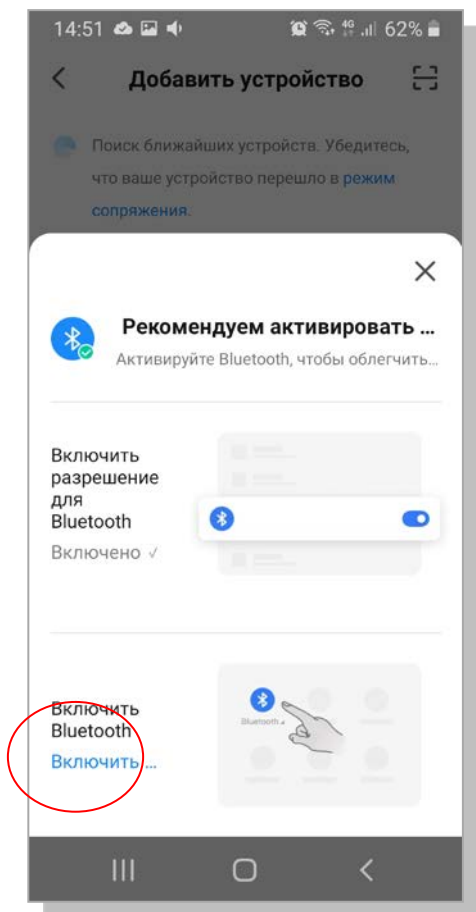 14:51 4G 62%
Добавить устройство
Поиск ближайших устройств. Убедитесь,
что ваше устройство перешло в режим
сопряжения.
Рекомендуем активировать ...
Активируйте Bluetooth, чтобы облегчить...
Включить
разрешение
для
Bluetooth
Включено ✓
Включить
Bluetooth
Включить ...
Bluetooth